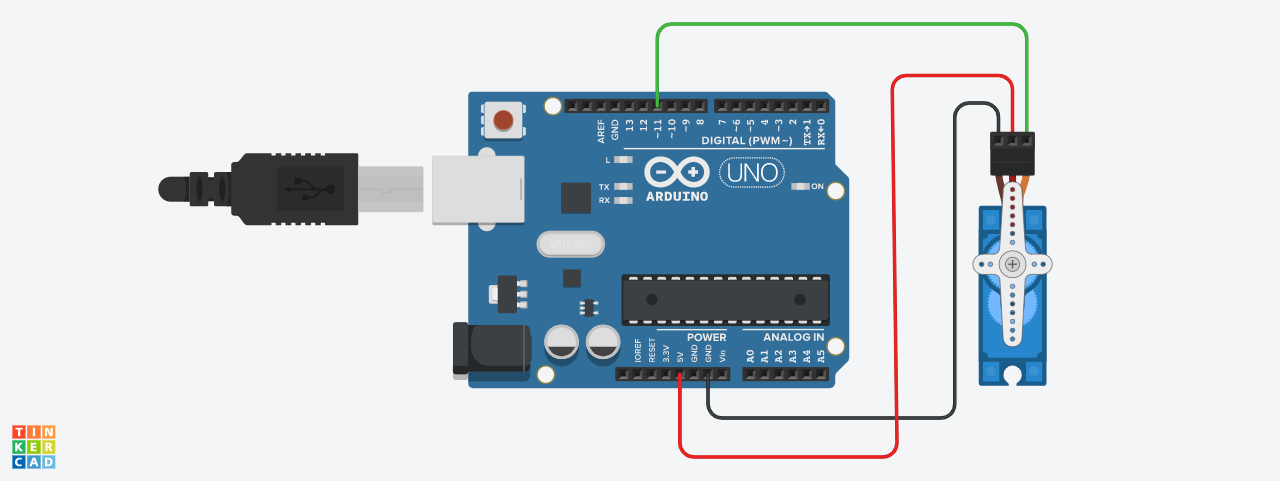 AREF
GND
13
12
~11
~10
~9
8
7
~6
~5
4
~3
2
TX→1
RX←0
DIGITAL (PWM~)
L
TX
RX
ARDUINO
UNO
ON
POWER
ANALOG IN
IOREF
RESET
3.3V
5V
GND
GND
Vin
A0
A1
A2
A3
A4
A5
TIN
KER
CAD